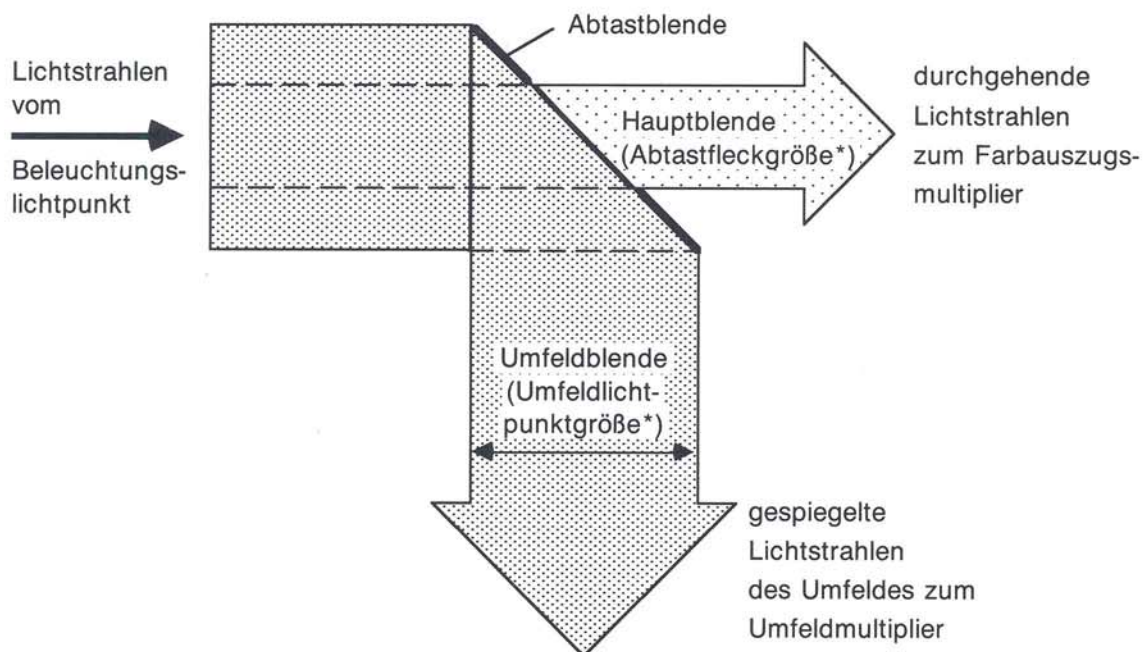 Abtastblende
Lichtstrahlen
vom
Beleuchtungs-
lichtpunkt
Hauptblende
(Abtastfleckgröße*)
durchgehende
Lichtstrahlen
zum Farbauszugs-
multiplier
Umfeldblende
(Umfeldlicht-
punktgröße*)
gespiegelte
Lichtstrahlen
des Umfeldes zum
Umfeldmultiplier